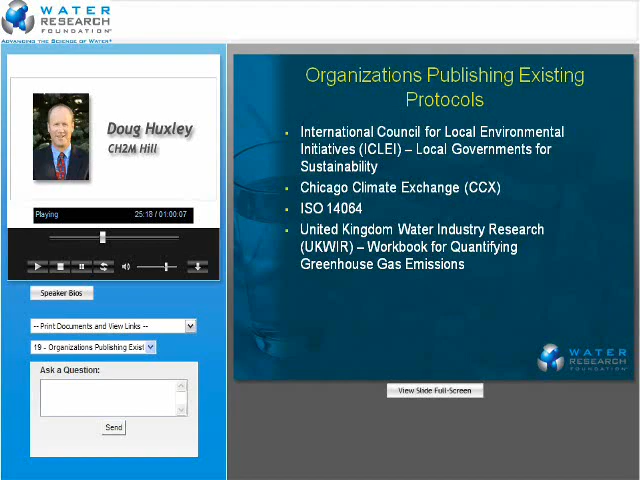 WATER
RESEARCH
FOUNDATION
ADVANCING THE SCIENCE OF WATER
Doug Huxley
CH2M Hill
Playing 25:18 / 01:00:07
Speaker Bios
-- Print Documents and View Links --
19 - Organizations Publishing Exist
Ask a Question:
Send
Organizations Publishing Existing
Protocols
International Council for Local Environmental
Initiatives (ICLEI) – Local Governments for
Sustainability
Chicago Climate Exchange (CCX)
ISO 14064
United Kingdom Water Industry Research
(UKWIR) – Workbook for Quantifying
Greenhouse Gas Emissions
WATER
RESEARCH
FOUNDATION
View Slide Full-Screen